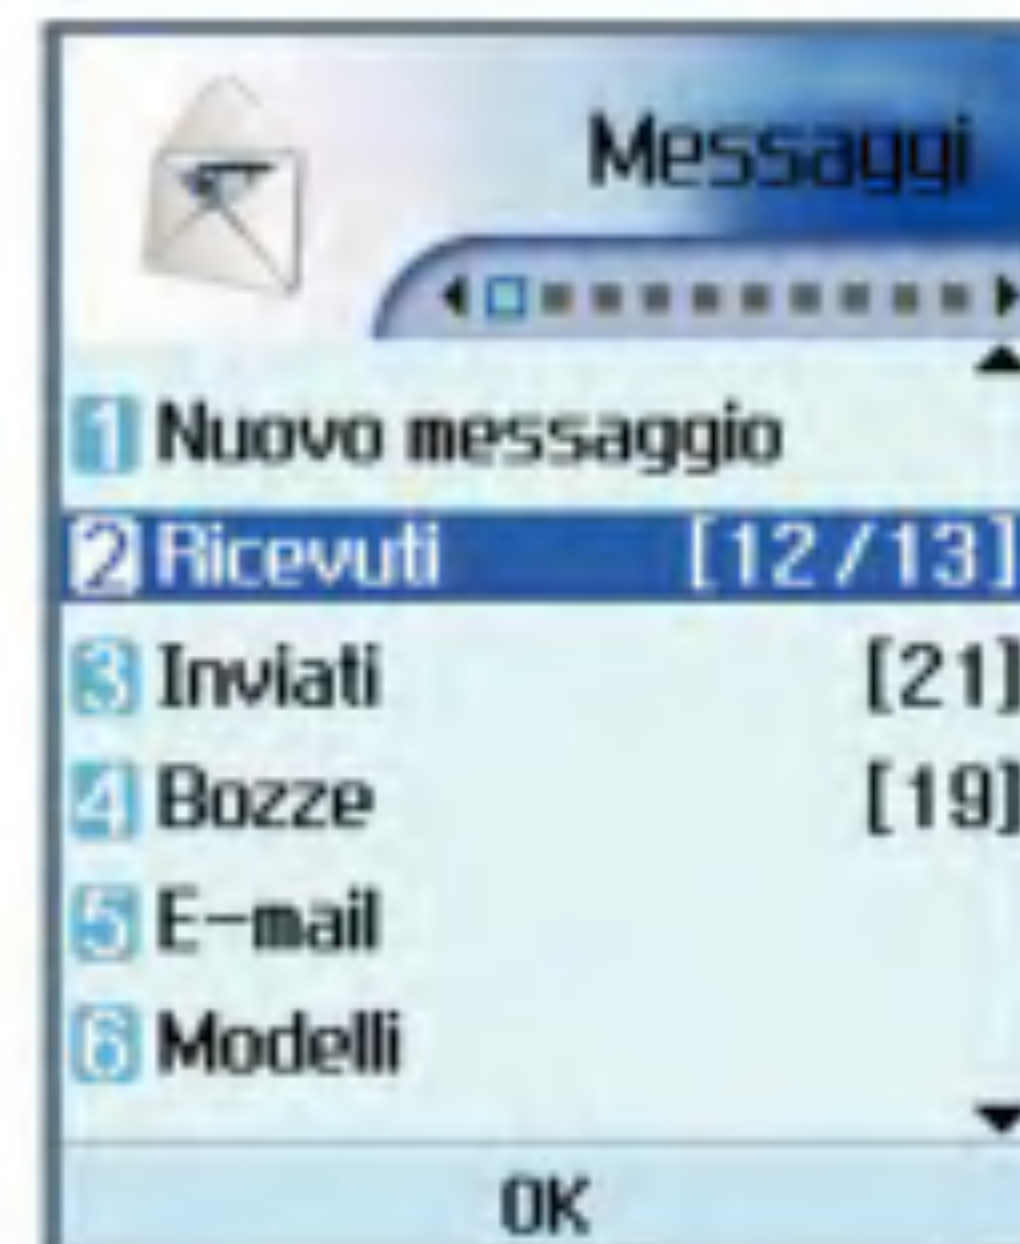 Messaggi
1 Nuovo messaggio
2 Ricevuti [12/13]
3 Inviati [21]
4 Bozze [19]
5 E-mail
6 Modelli
OK